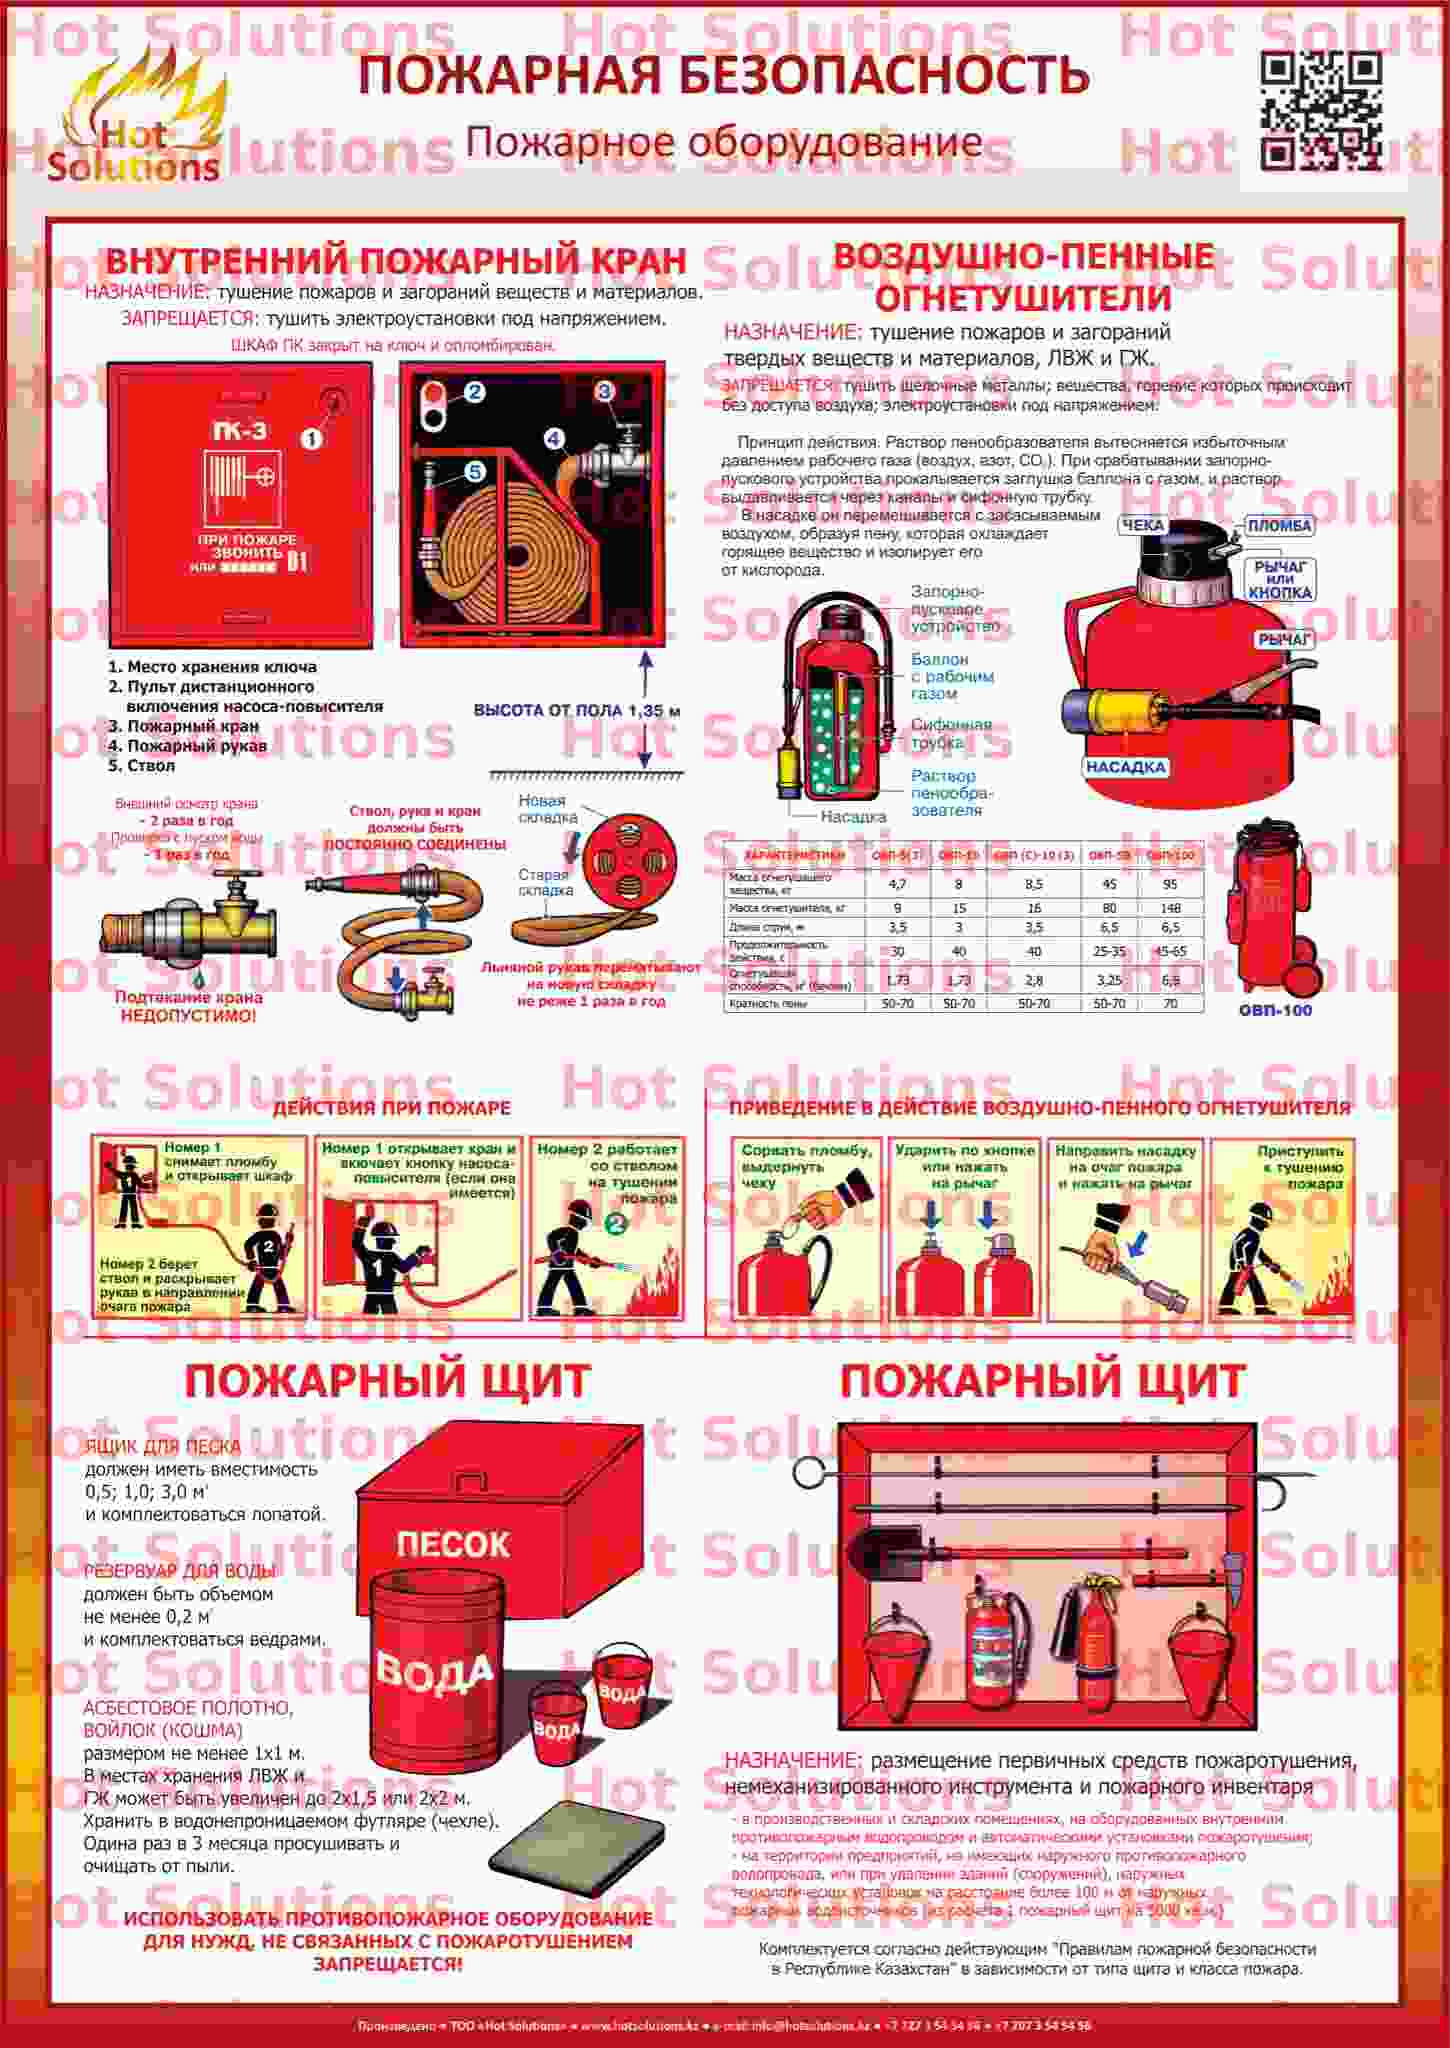 Hot Solutions
ПОЖАРНАЯ БЕЗОПАСНОСТЬ
Пожарное оборудование
ВНУТРЕННИЙ ПОЖАРНЫЙ КРАН
НАЗНАЧЕНИЕ: тушение пожаров и загораний веществ и материалов.
ЗАПРЕЩАЕТСЯ: тушить электроустановки под напряжением.
ШКАФ ПК закрыт на ключ и опломбирован.
ПК-3
ПРИ ПОЖАРЕ
ЗВОНИТЬ
ИЛИ 01
1
2
3
4
5
1. Место хранения ключа
2. Пульт дистанционного
включения насоса-повысителя
3. Пожарный кран
4. Пожарный рукав
5. Ствол
ВЫСОТА ОТ ПОЛА 1,35 м
Внешний осмотр крана
- 2 раза в год
Проверка с пуском воды
- 1 раз в год
Подтекание крана
НЕДОПУСТИМО!
Ствол, рукав и кран
должны быть
ПОСТОЯННО СОЕДИНЕНЫ
Новая
складка
Старая
складка
Льняной рукав перематывают
на новую складку
не реже 1 раза в год
ВОЗДУШНО-ПЕННЫЕ
ОГНЕТУШИТЕЛИ
НАЗНАЧЕНИЕ: тушение пожаров и загораний
твердых веществ и материалов, ЛВЖ и ГЖ.
ЗАПРЕЩАЕТСЯ: тушить щелочные металлы; вещества, горение которых происходит
без доступа воздуха; электроустановки под напряжением.
Принцип действия. Раствор пенообразователя вытесняется избыточным
давлением рабочего газа (воздух, азот, CO₂). При срабатывании запорно-
пускового устройства прокалывается заглушка баллона с газом, и раствор
выдавливается через каналы и сифонную трубку.
В насадке он перемешивается с засасываемым
воздухом, образуя пену, которая охлаждает
горящее вещество и изолирует его
от кислорода.
Запорно-
пусковое
устройство
Баллон
с рабочим
газом
Сифонная
трубка
Раствор
пенообра-
зователя
Насадка
ЧЕКА
ПЛОМБА
РЫЧАГ
ИЛИ
КНОПКА
РЫЧАГ
НАСАДКА
ХАРАКТЕРИСТИКИ ОВП-5(З) ОВП-10 ОВП (С)-10 (З) ОВП-50 ОВП-100
Масса огнетушащего
вещества, кг 4,7 8 8,5 45 95
Масса огнетушителя, кг 9 15 16 80 148
Длина струи, м 3,5 3 3,5 6,5 6,5
Продолжительность
действия, с 30 40 40 25-35 45-65
Огнетушащая
способность, м² (бензин) 1,73 1,73 2,8 3,25 6,5
Кратность пены 50-70 50-70 50-70 50-70 70
ОВП-100
ДЕЙСТВИЯ ПРИ ПОЖАРЕ
Номер 1
снимает пломбу
и открывает шкаф
Номер 2 берет
ствол и раскрывает
рукав в направлении
очага пожара
2
Номер 1 открывает кран и
включает кнопку насоса-
повысителя (если она
имеется)
1
Номер 2 работает
со стволом
на тушении
пожара
2
ПРИВЕДЕНИЕ В ДЕЙСТВИЕ ВОЗДУШНО-ПЕННОГО ОГНЕТУШИТЕЛЯ
Сорвать пломбу,
выдернуть
чеку
Ударить по кнопке
или нажать
на рычаг
Направить насадку
на очаг пожара
и нажать на рычаг
Приступить
к тушению
пожара
ПОЖАРНЫЙ ЩИТ
ЯЩИК ДЛЯ ПЕСКА
должен иметь вместимость
0,5; 1,0; 3,0 м³
и комплектоваться лопатой.
РЕЗЕРВУАР ДЛЯ ВОДЫ
должен быть объемом
не менее 0,2 м³
и комплектоваться ведрами.
АСБЕСТОВОЕ ПОЛОТНО,
ВОЙЛОК (КОШМА)
размером не менее 1х1 м.
В местах хранения ЛВЖ и
ГЖ может быть увеличен до 2х1,5 или 2х2 м.
Хранить в водонепроницаемом футляре (чехле).
Одина раз в 3 месяца просушивать и
очищать от пыли.
ПЕСОК
ВОДА
ВОДА
ВОДА
ИСПОЛЬЗОВАТЬ ПРОТИВОПОЖАРНОЕ ОБОРУДОВАНИЕ
ДЛЯ НУЖД, НЕ СВЯЗАННЫХ С ПОЖАРОТУШЕНИЕМ
ЗАПРЕЩАЕТСЯ!
ПОЖАРНЫЙ ЩИТ
НАЗНАЧЕНИЕ: размещение первичных средств пожаротушения,
немеханизированного инструмента и пожарного инвентаря
- в производственных и складских помещениях, на оборудованных внутренним
противопожарным водопроводом и автоматическими установками пожаротушения;
- на территории предприятий, не имеющих наружного противопожарного
водопровода, или при удалении зданий (сооружений), наружных
технологических установок на расстояние более 100 м от наружных
пожарных водоисточников (из расчета 1 пожарный щит на 5000 кв.м.)
Комплектуется согласно действующим "Правилам пожарной безопасности
в Республике Казахстан" в зависимости от типа щита и класса пожара.
Произведено • ТОО «Hot Solutions» • www.hotsolutions.kz • e-mail: info@hotsolutions.kz